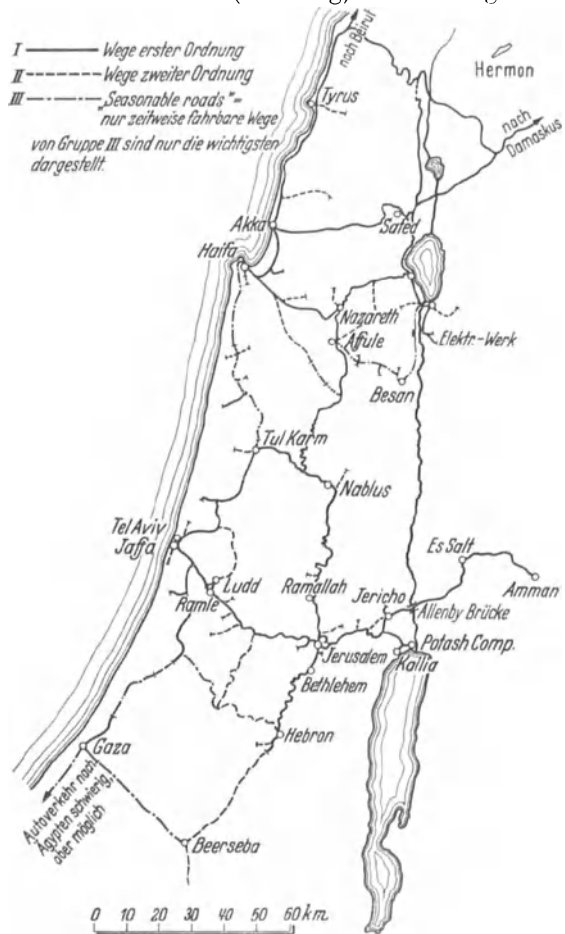 I Wege erster Ordnung
II Wege zweiter Ordnung
III „Seasonable roads" =
nur zeitweise fahrbare Wege
von Gruppe III sind nur die wichtigsten
dargestellt.
nach Beirut
Hermon
nach
Damaskus
Tyrus
Akka
Safed
Haifa
Nazareth
Affule
Elektr.-Werk
Besan
Tul Karm
Nablus
Tel Aviv
Jaffa
Es Salt
Ludd
Ramallah
Jericho
Amman
Ramle
Allenby Brücke
Jerusalem
Potash Comp.
Kallia
Bethlehem
Hebron
Gaza
Autoverkehr nach
Ägypten schwierig,
aber möglich
Beerseba
0 10 20 30 40 50 60 km